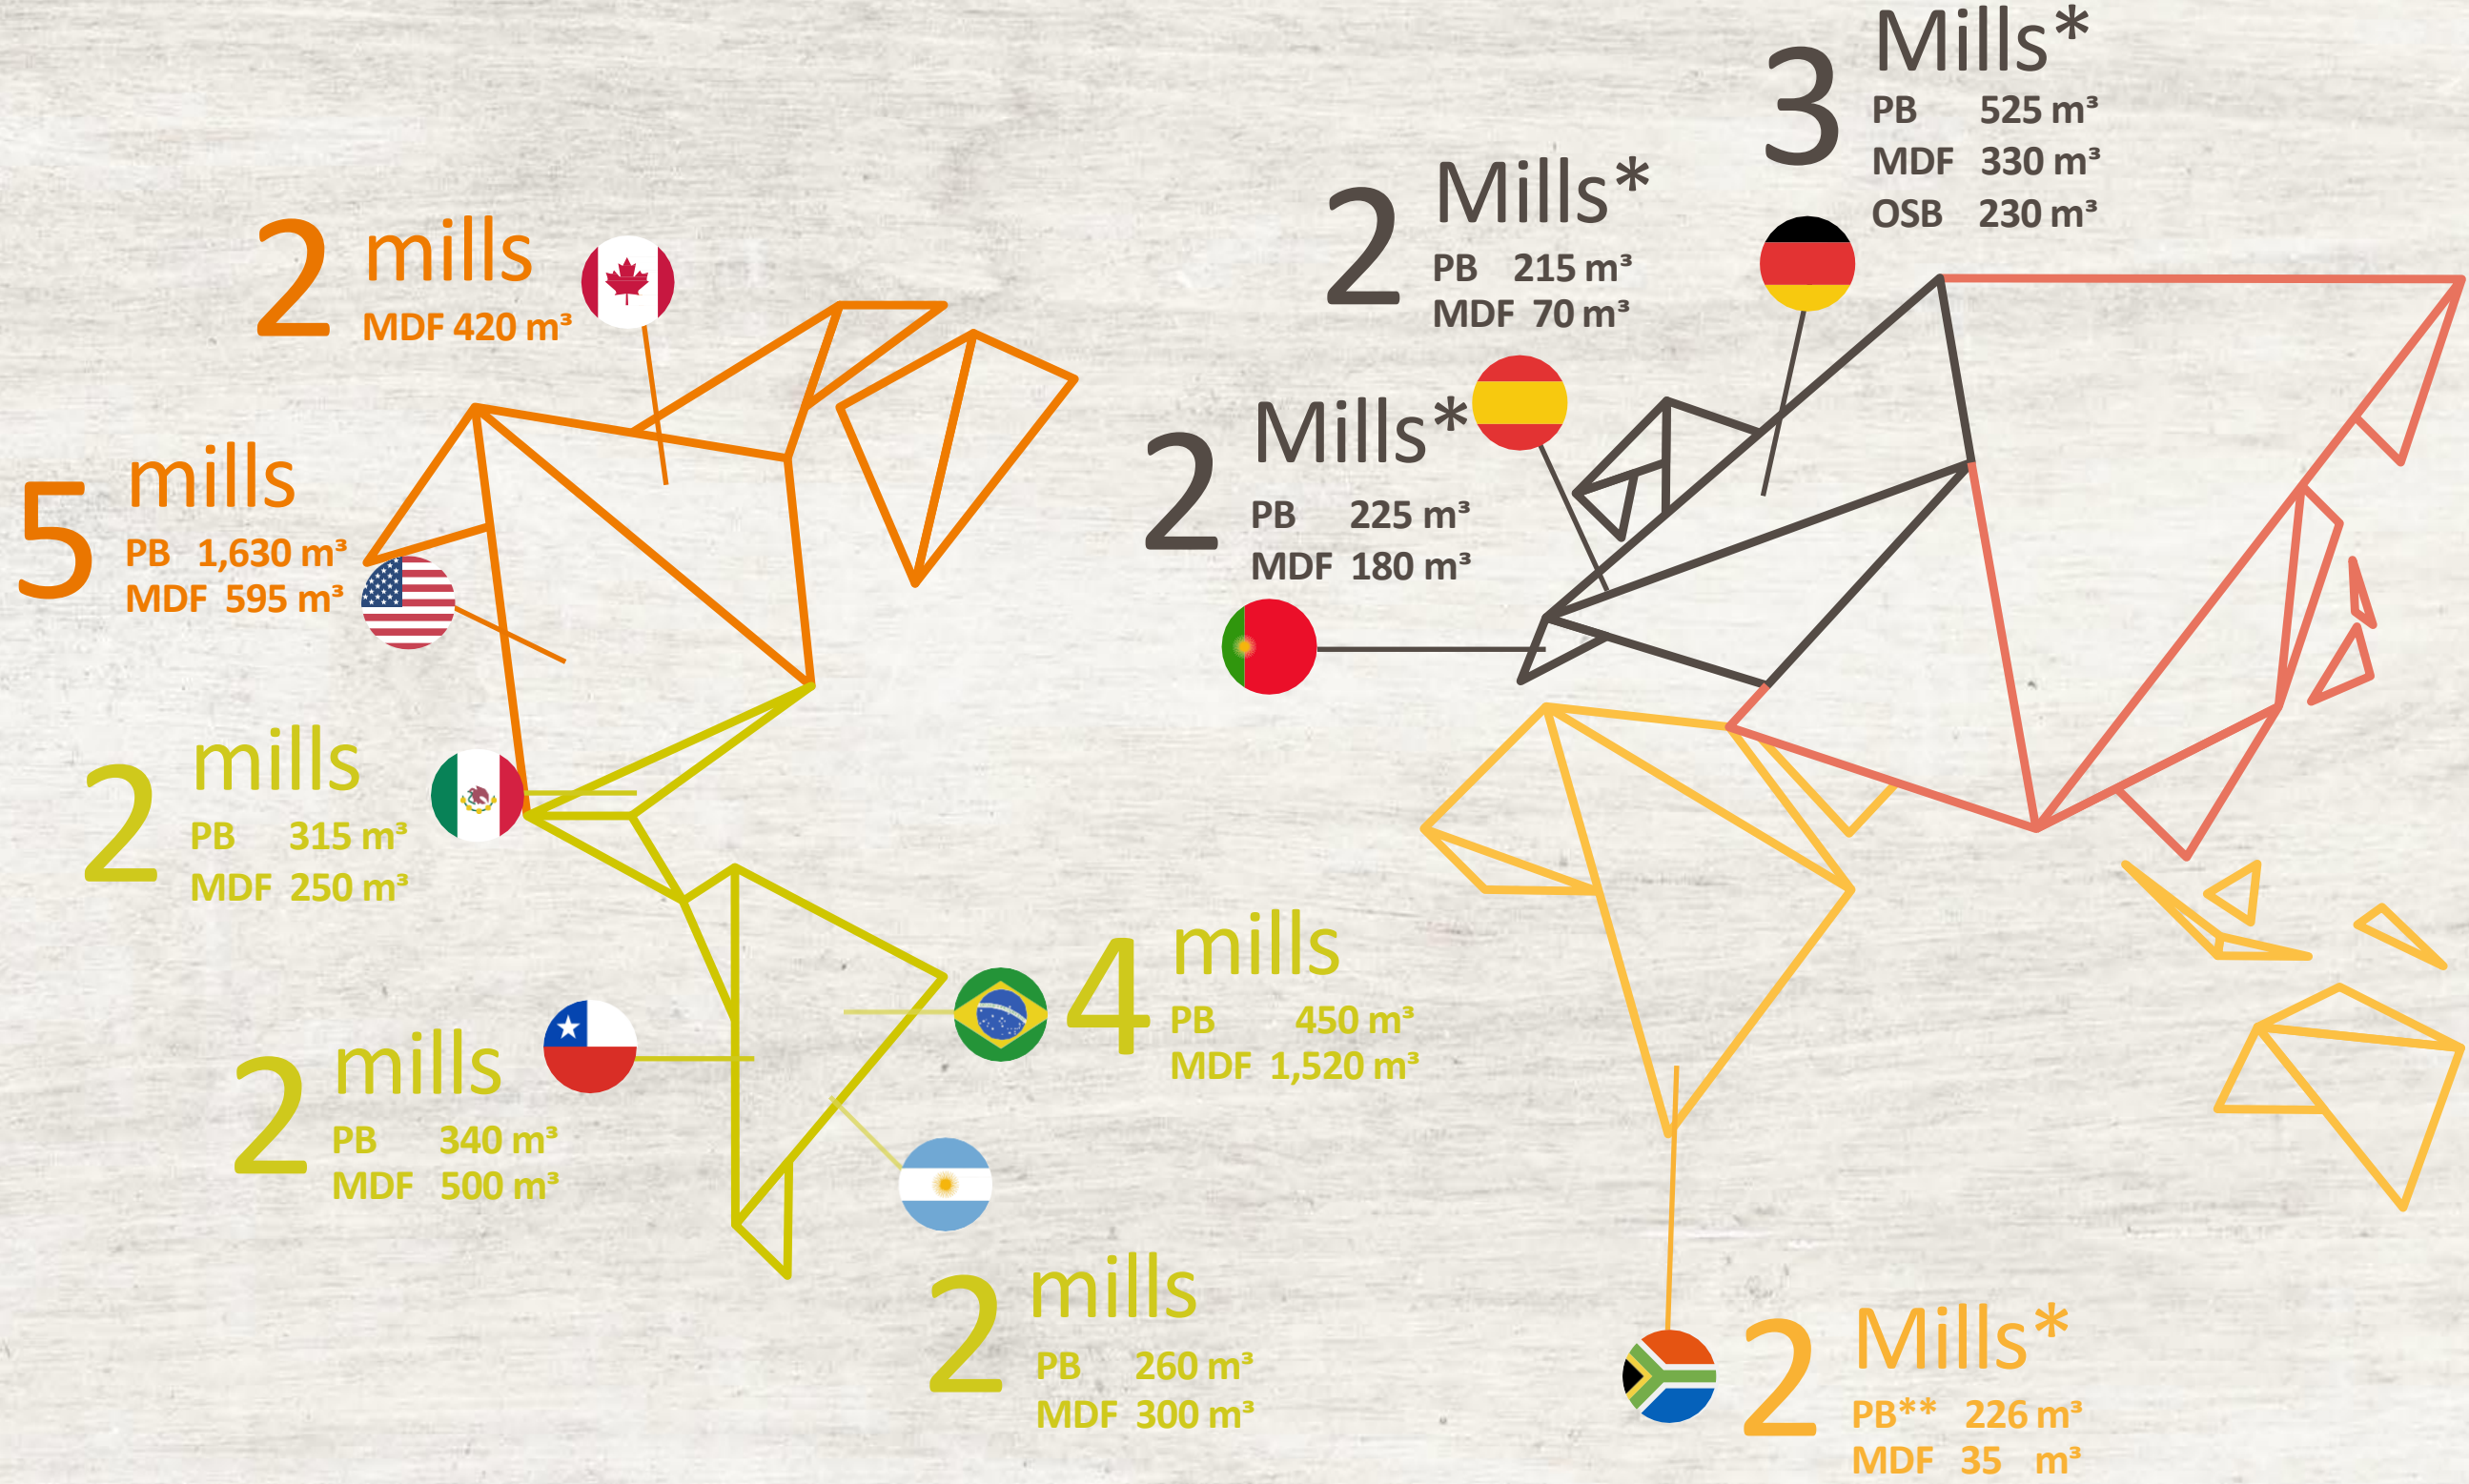 2 mills
MDF 420 m³
5 mills
PB 1,630 m³
MDF 595 m³
2 mills
PB 315 m³
MDF 250 m³
2 mills
PB 340 m³
MDF 500 m³
4 mills
PB 450 m³
MDF 1,520 m³
2 mills
PB 260 m³
MDF 300 m³
3 Mills*
PB 525 m³
MDF 330 m³
OSB 230 m³
2 Mills*
PB 215 m³
MDF 70 m³
2 Mills*
PB 225 m³
MDF 180 m³
2 Mills*
PB** 226 m³
MDF 35 m³